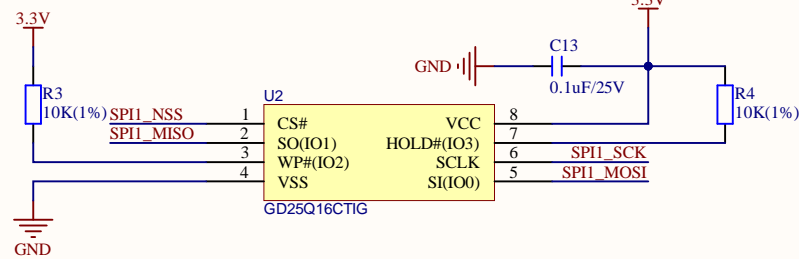 3.3V
3.3V
R3
10K(1%)
SPI1_NSS
SPI1_MISO
1
2
3
4
U2
CS#
SO(IO1)
WP#(IO2)
VSS
VCC
HOLD#(IO3)
SCLK
SI(IO0)
GD25Q16CTIG
8
7
6
5
SPI1_SCK
SPI1_MOSI
GND
C13
0.1uF/25V
R4
10K(1%)
GND